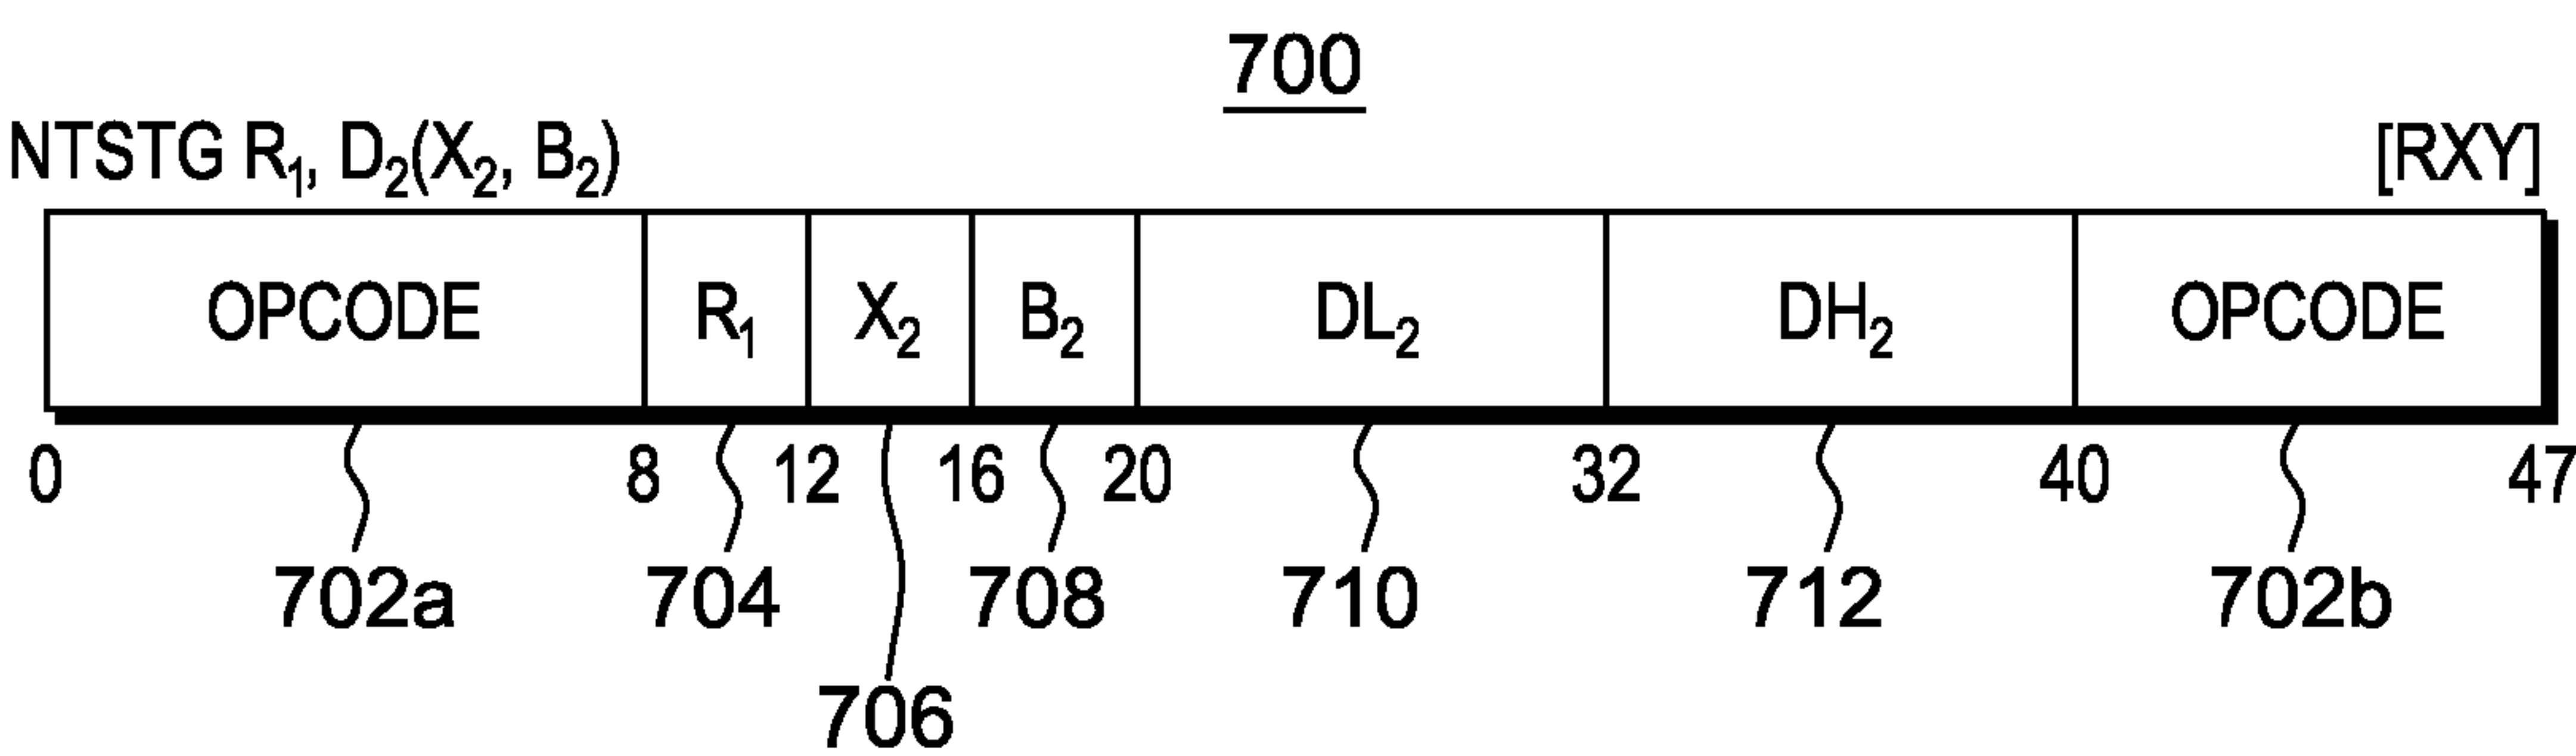 700
NTSTG R₁, D₂(X₂, B₂) [RXY]
OPCODE R₁ X₂ B₂ DL₂ DH₂ OPCODE
0 8 12 16 20 32 40 47
702a 704 708 710 712 702b
706